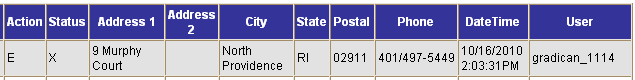 Action Status Address 1 Address 2 City State Postal Phone DateTime User
E X 9 Murphy Court North Providence RI 02911 401/497-5449 10/16/2010 2:03:31PM gradican_1114